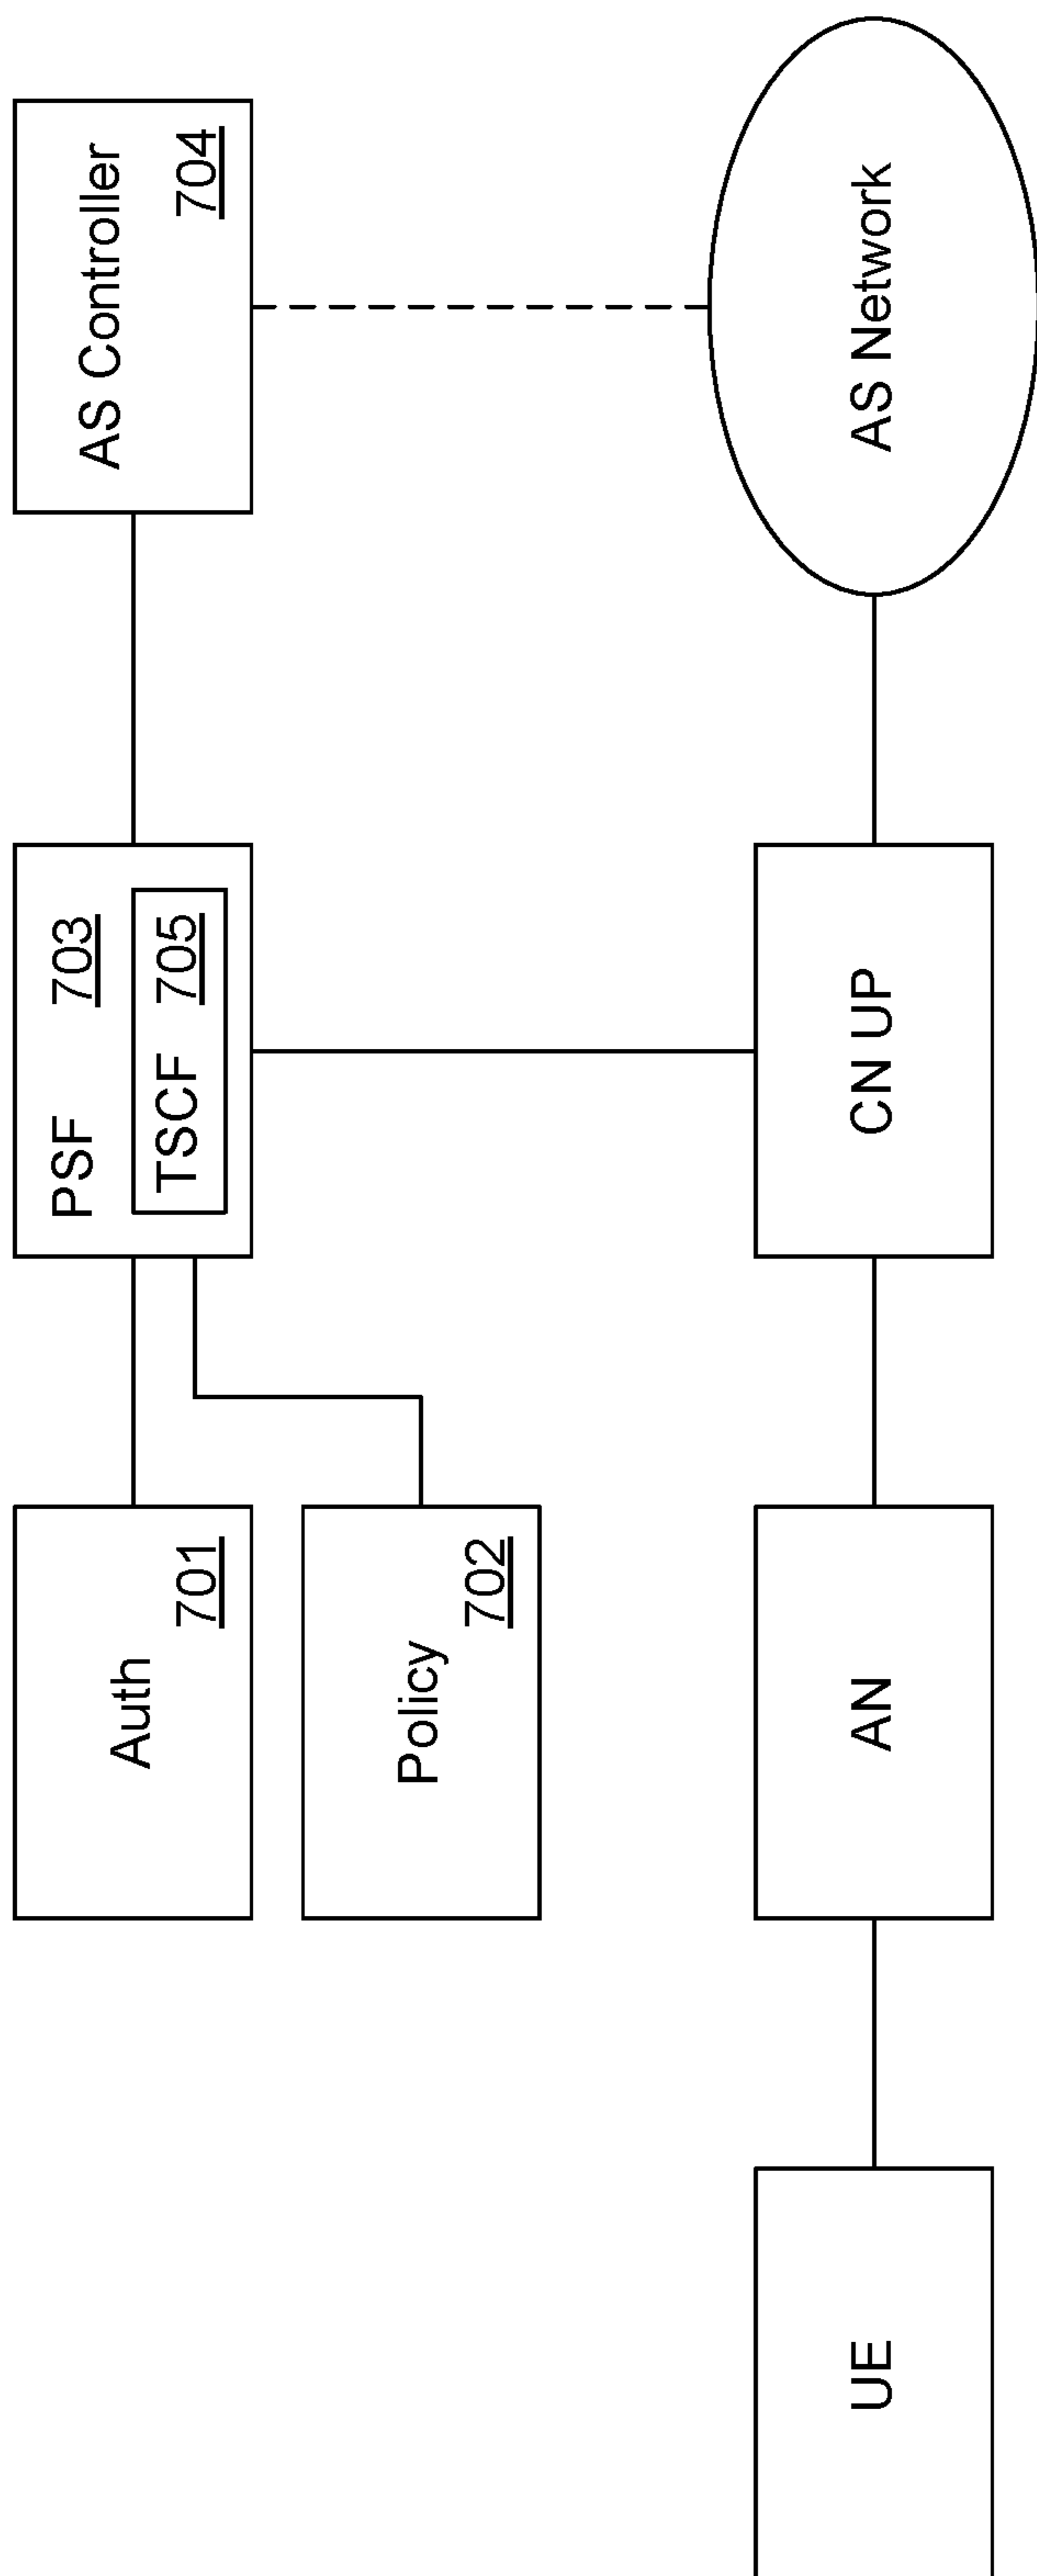 Auth
701
PSF 703
TSCF 705
AS Controller
704
Policy
702
UE
AN
CN UP
AS Network